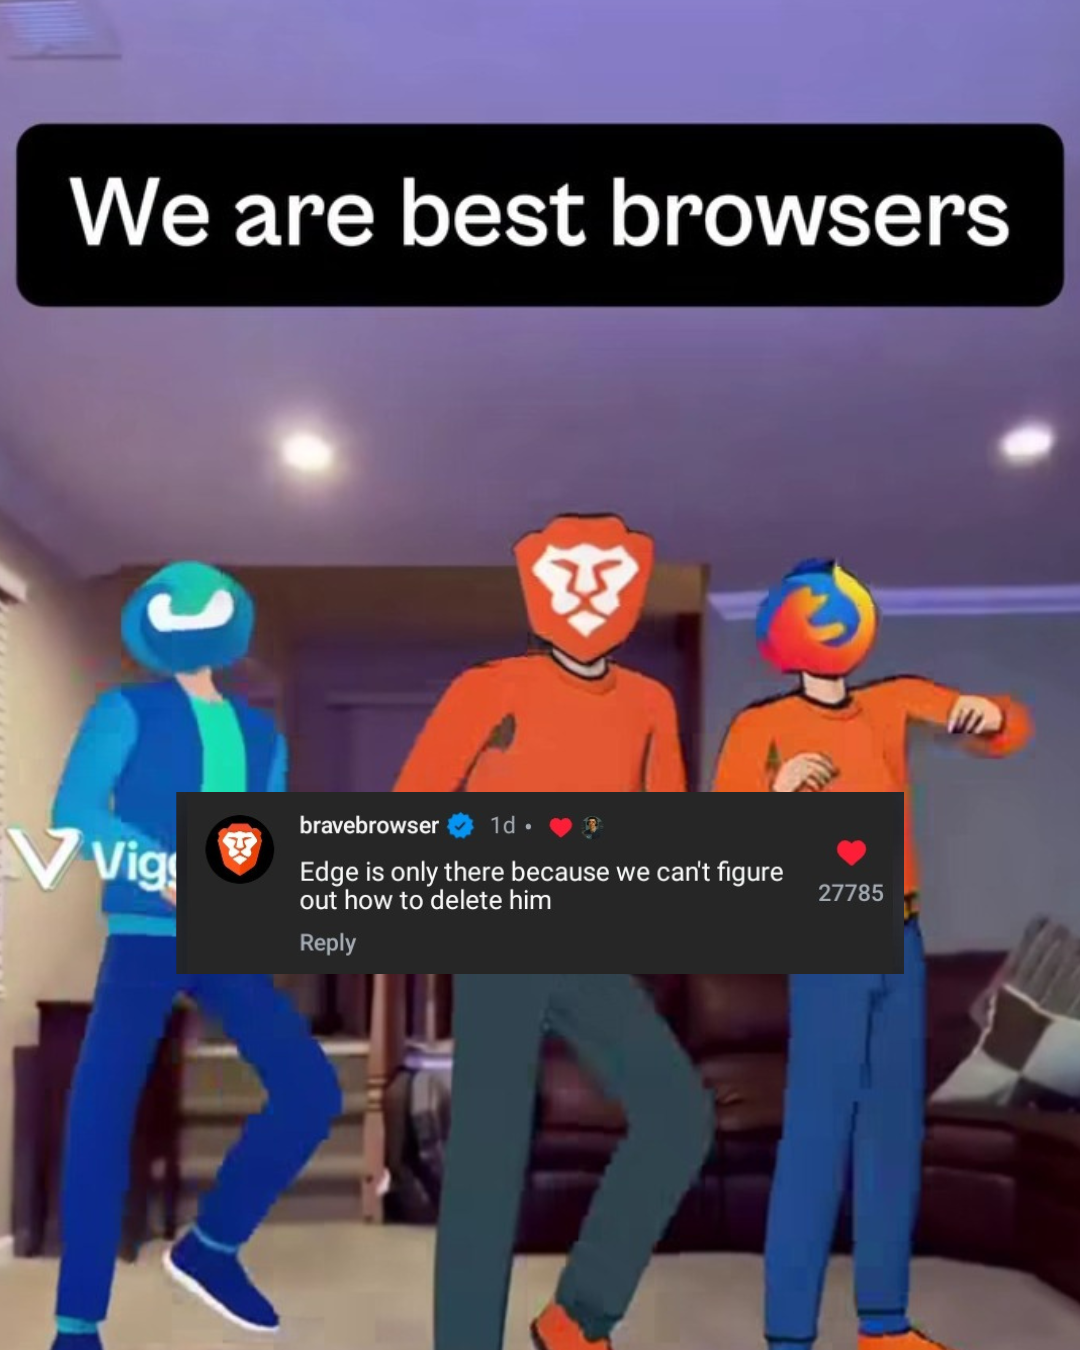 We are best browsers
bravebrowser 1d •
Edge is only there because we can't figure
out how to delete him
27785
Reply
Vigg